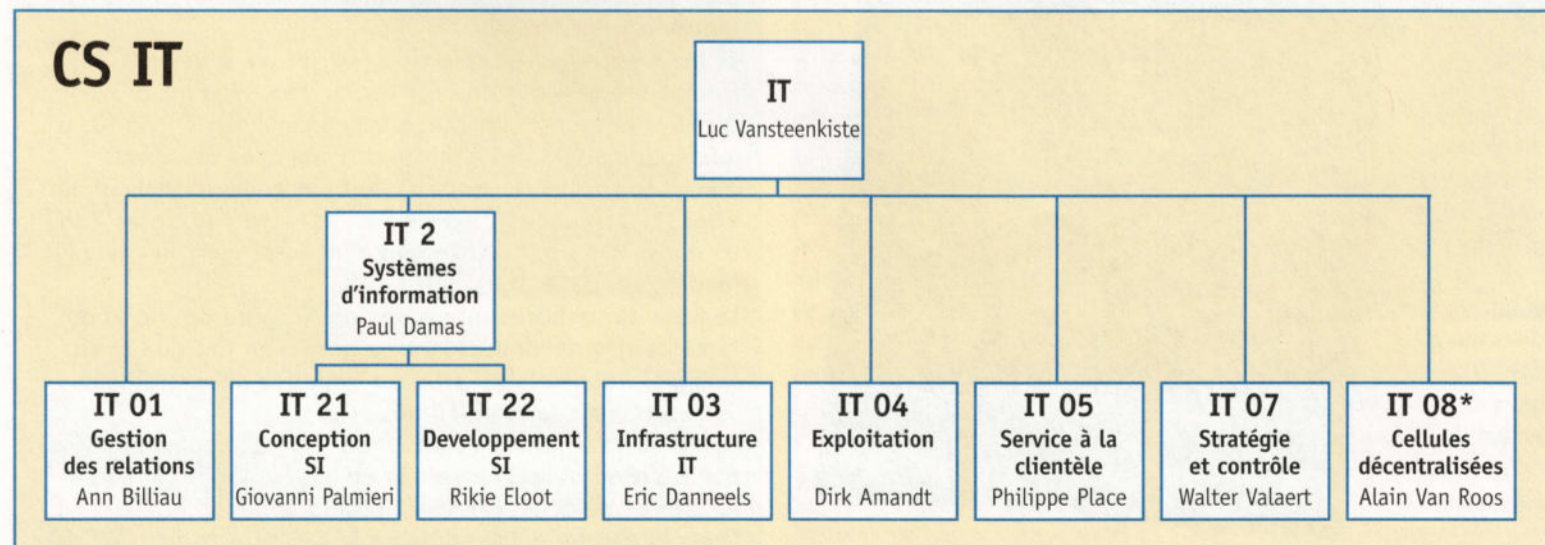 CS IT
IT
Luc Vansteenkiste
IT 2
Systèmes
d'information
Paul Damas
IT 01
Gestion
des relations
Ann Billiau
IT 21
Conception
SI
Giovanni Palmieri
IT 22
Developpement
SI
Rikie Eloot
IT 03
Infrastructure
IT
Eric Danneels
IT 04
Exploitation
Dirk Amandt
IT 05
Service à la
clientèle
Philippe Place
IT 07
Stratégie
et contrôle
Walter Valaert
IT 08*
Cellules
décentralisées
Alain Van Roos